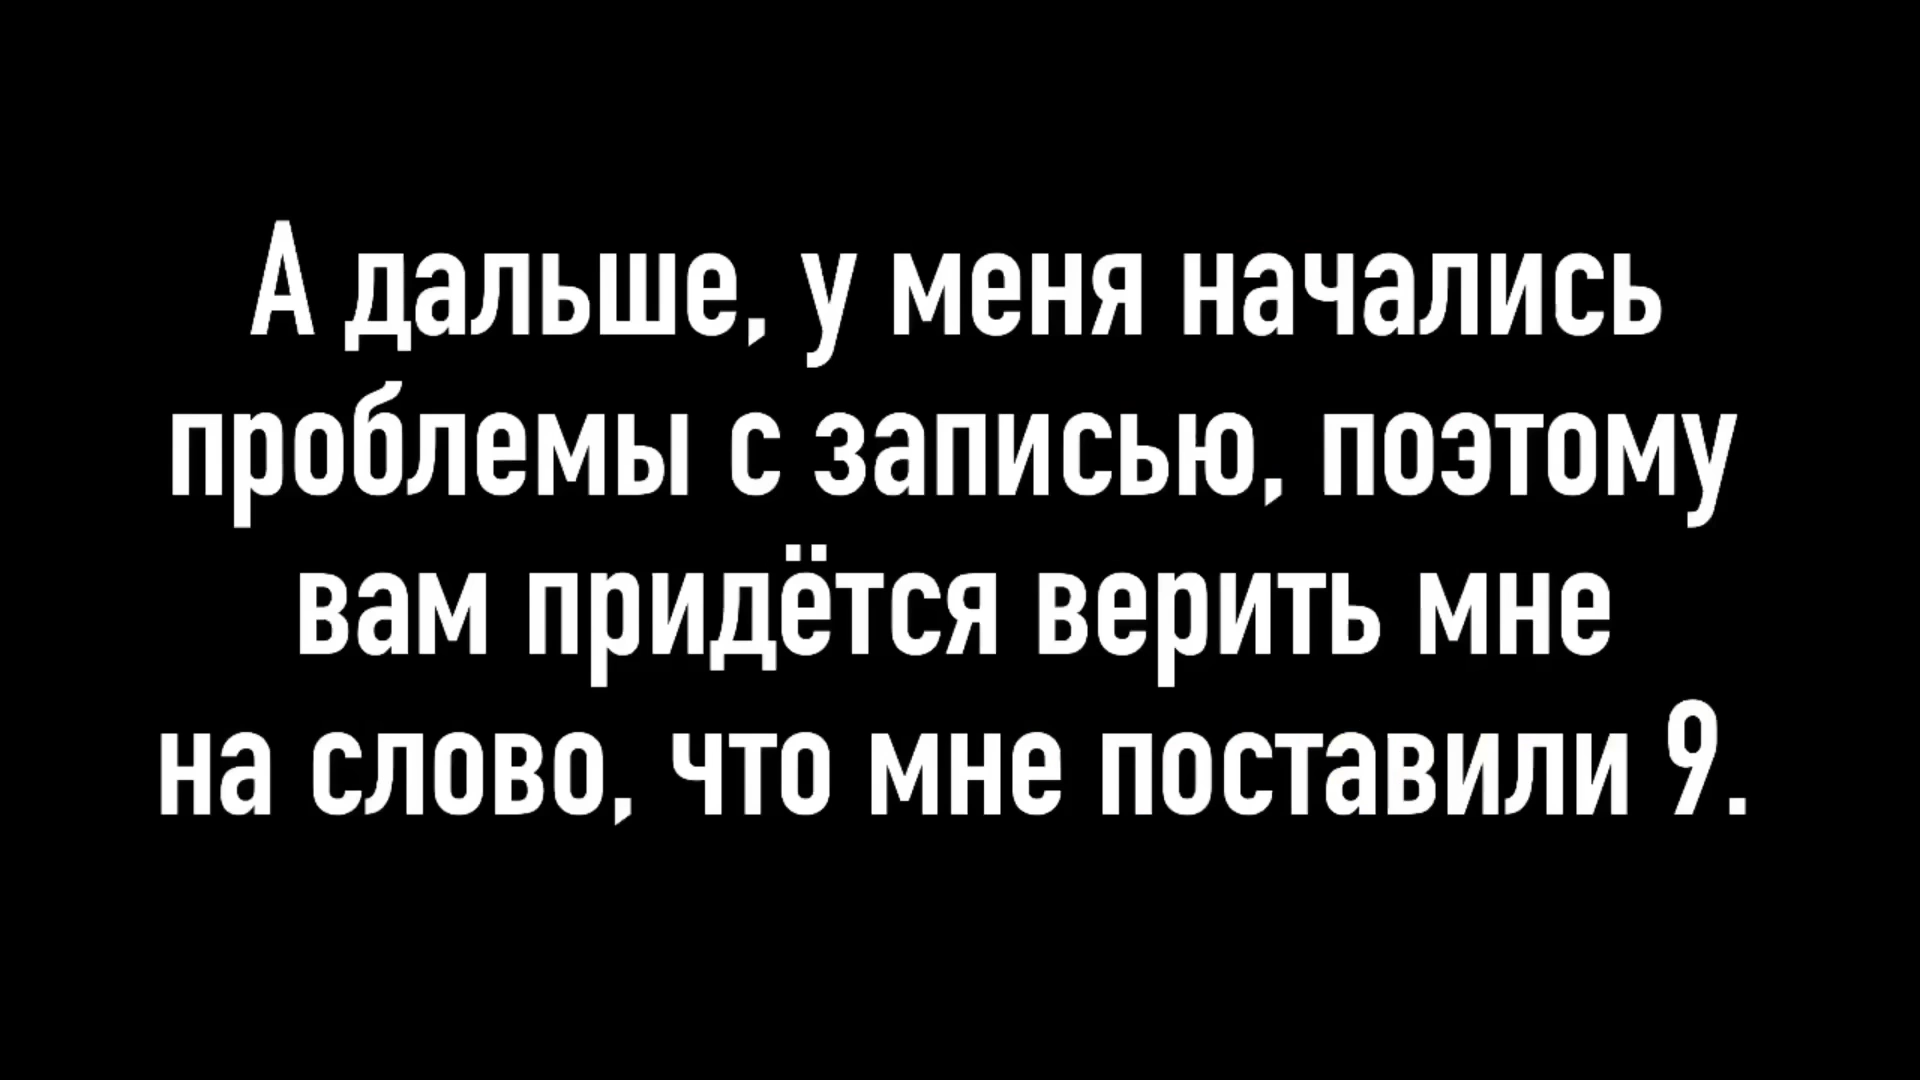 А дальше, у меня начались
проблемы с записью, поэтому
вам придётся верить мне
на слово, что мне поставили 9.